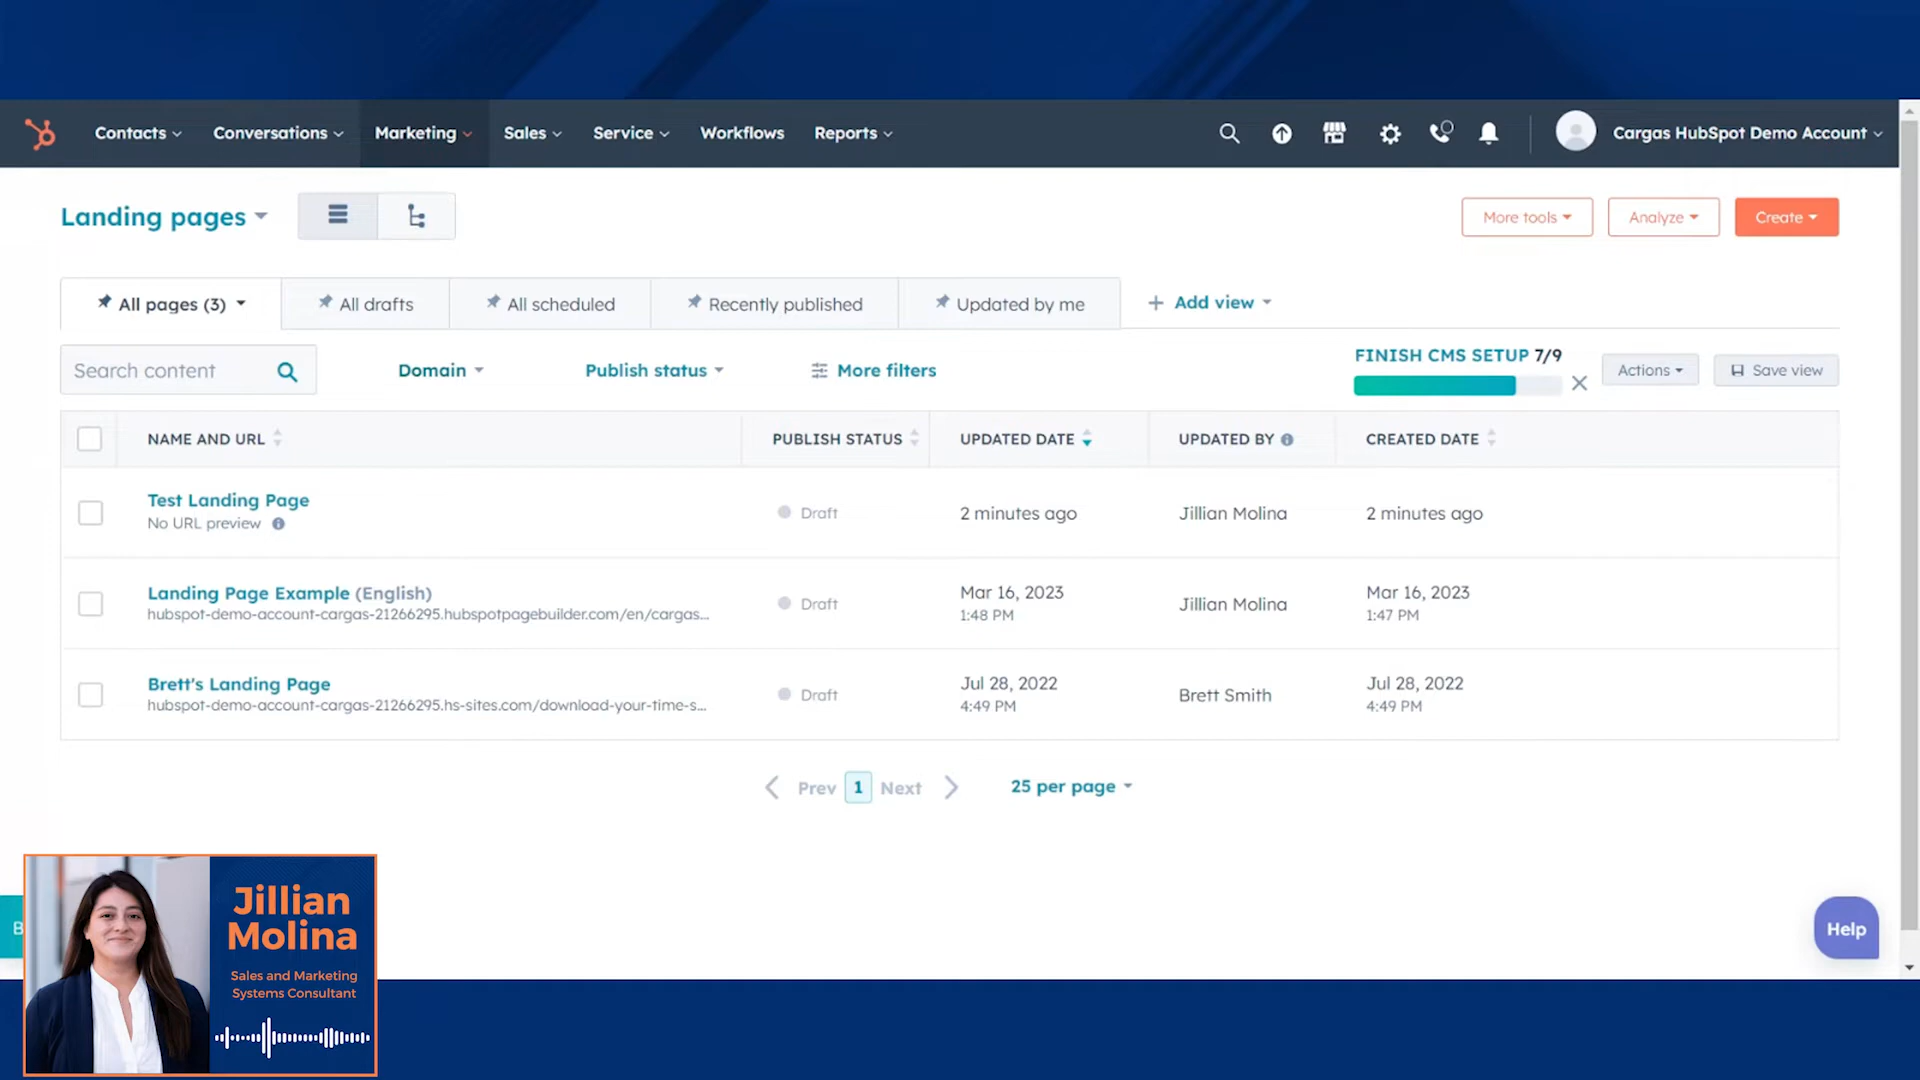 Contacts Conversations Marketing Sales Service Workflows Reports Cargas HubSpot Demo Account
Landing pages
More tools Analyze Create
All pages (3) All drafts All scheduled Recently published Updated by me + Add view
Search content Domain Publish status More filters FINISH CMS SETUP 7/9 Actions Save view
NAME AND URL PUBLISH STATUS UPDATED DATE UPDATED BY CREATED DATE
Test Landing Page
No URL preview
Draft 2 minutes ago Jillian Molina 2 minutes ago
Landing Page Example (English)
hubspot-demo-account-cargas-21266295.hubspotpagebuilder.com/en/cargas...
Draft
Mar 16, 2023
1:48 PM
Jillian Molina
Mar 16, 2023
1:47 PM
Brett's Landing Page
hubspot-demo-account-cargas-21266295.hs-sites.com/download-your-time-s...
Draft
Jul 28, 2022
4:49 PM
Brett Smith
Jul 28, 2022
4:49 PM
Prev 1 Next 25 per page
B
Jillian
Molina
Sales and Marketing
Systems Consultant
Help